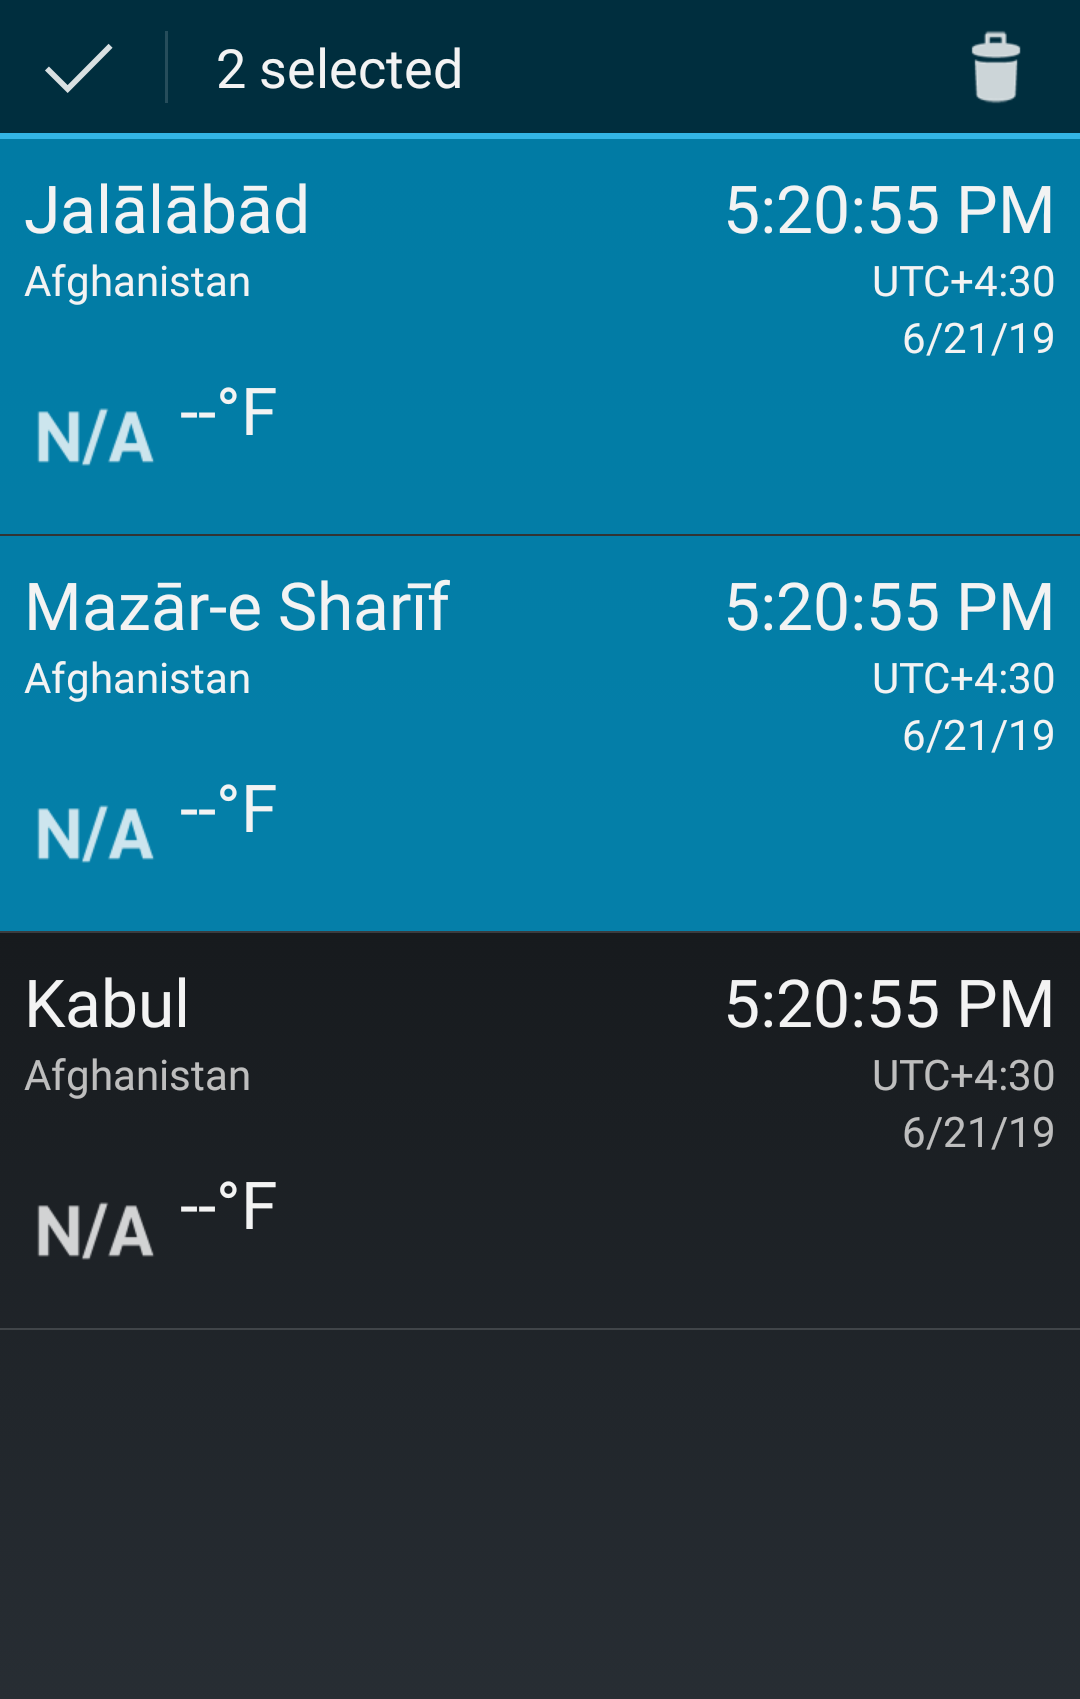 2 selected
Jalālābād 5:20:55 PM
Afghanistan UTC+4:30
6/21/19
N/A --°F
Mazār-e Sharīf 5:20:55 PM
Afghanistan UTC+4:30
6/21/19
N/A --°F
Kabul 5:20:55 PM
Afghanistan UTC+4:30
6/21/19
N/A --°F